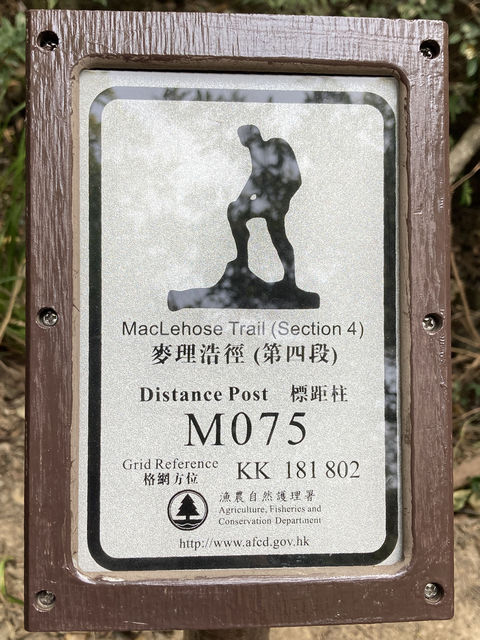 MacLehose Trail (Section 4)
麥理浩徑 (第四段)
Distance Post 標距柱
M075
Grid Reference KK 181 802
格網方位
漁農自然護理署
Agriculture, Fisheries and
Conservation Department
http://www.afcd.gov.hk